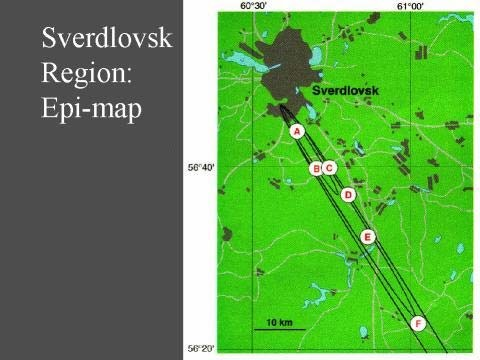 Sverdlovsk
Region:
Epi-map
60°30'
61°00'
Sverdlovsk
A
56°40'
B
C
D
E
F
10 km
56°20'